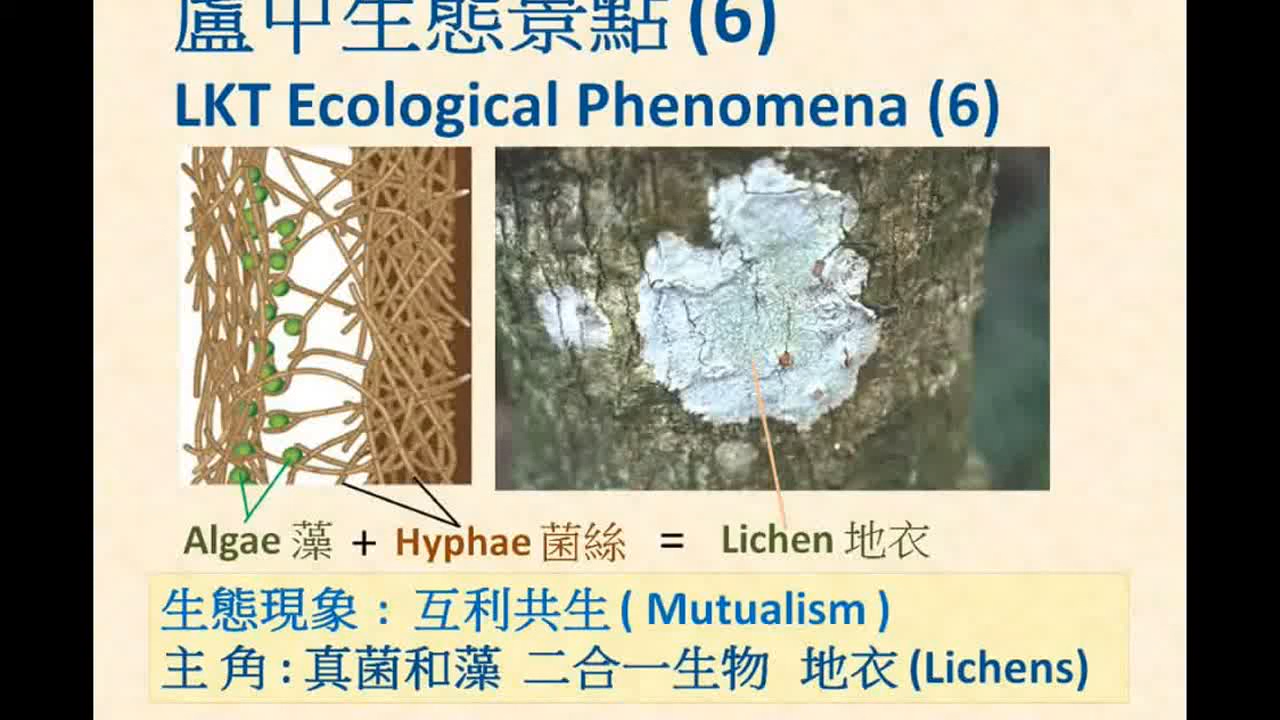 盧中生態景點 (6)
LKT Ecological Phenomena (6)
Algae 藻 + Hyphae 菌絲 = Lichen 地衣
生態現象： 互利共生 ( Mutualism )
主 角 : 真菌和藻 二合一生物 地衣 (Lichens)